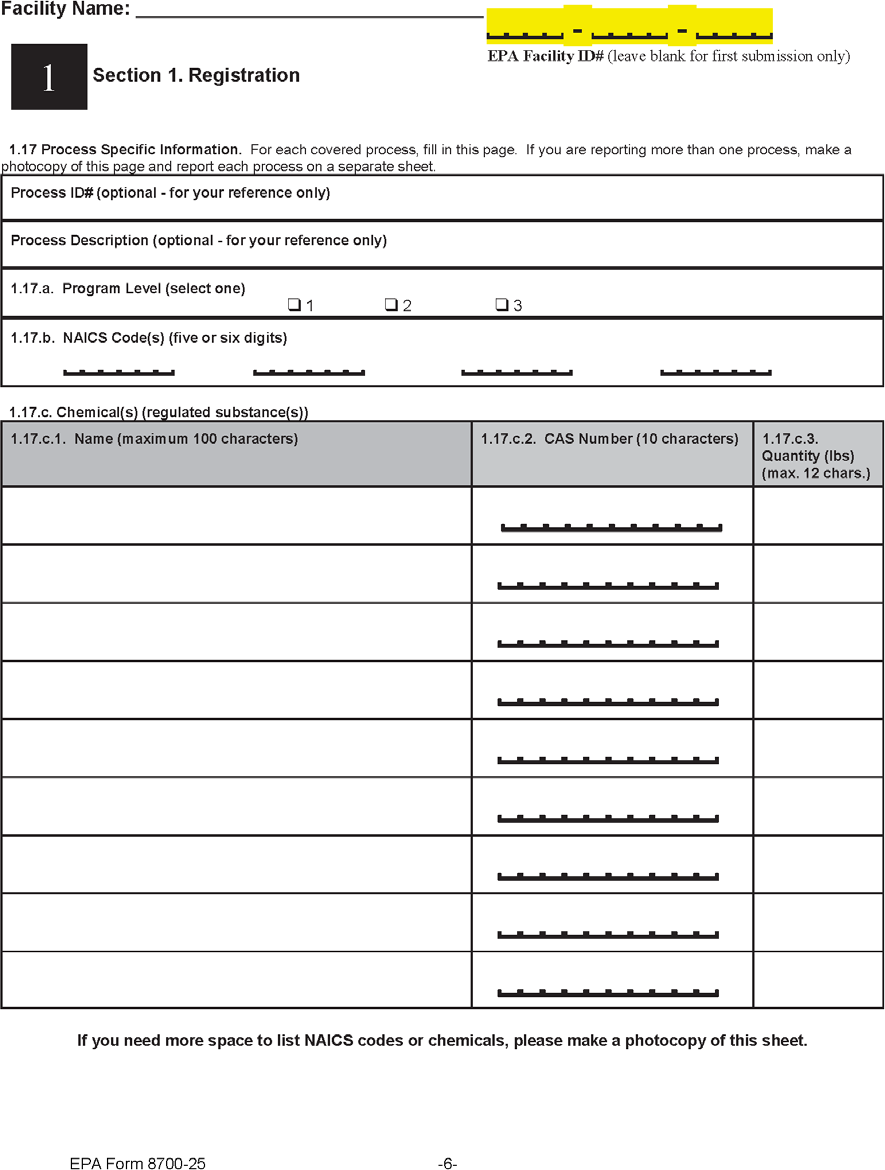 Facility Name:
EPA Facility ID# (leave blank for first submission only)
1
Section 1. Registration
1.17 Process Specific Information.  For each covered process, fill in this page.  If you are reporting more than one process, make a
photocopy of this page and report each process on a separate sheet.
Process ID# (optional - for your reference only)
Process Description (optional - for your reference only)
1.17.a.  Program Level (select one)
❑ 1 ❑ 2 ❑ 3
1.17.b.  NAICS Code(s) (five or six digits)
1.17.c. Chemical(s) (regulated substance(s))
1.17.c.1.  Name (maximum 100 characters)
1.17.c.2.  CAS Number (10 characters)
1.17.c.3.
Quantity (lbs)
(max. 12 chars.)
If you need more space to list NAICS codes or chemicals, please make a photocopy of this sheet.
EPA Form 8700-25
-6-